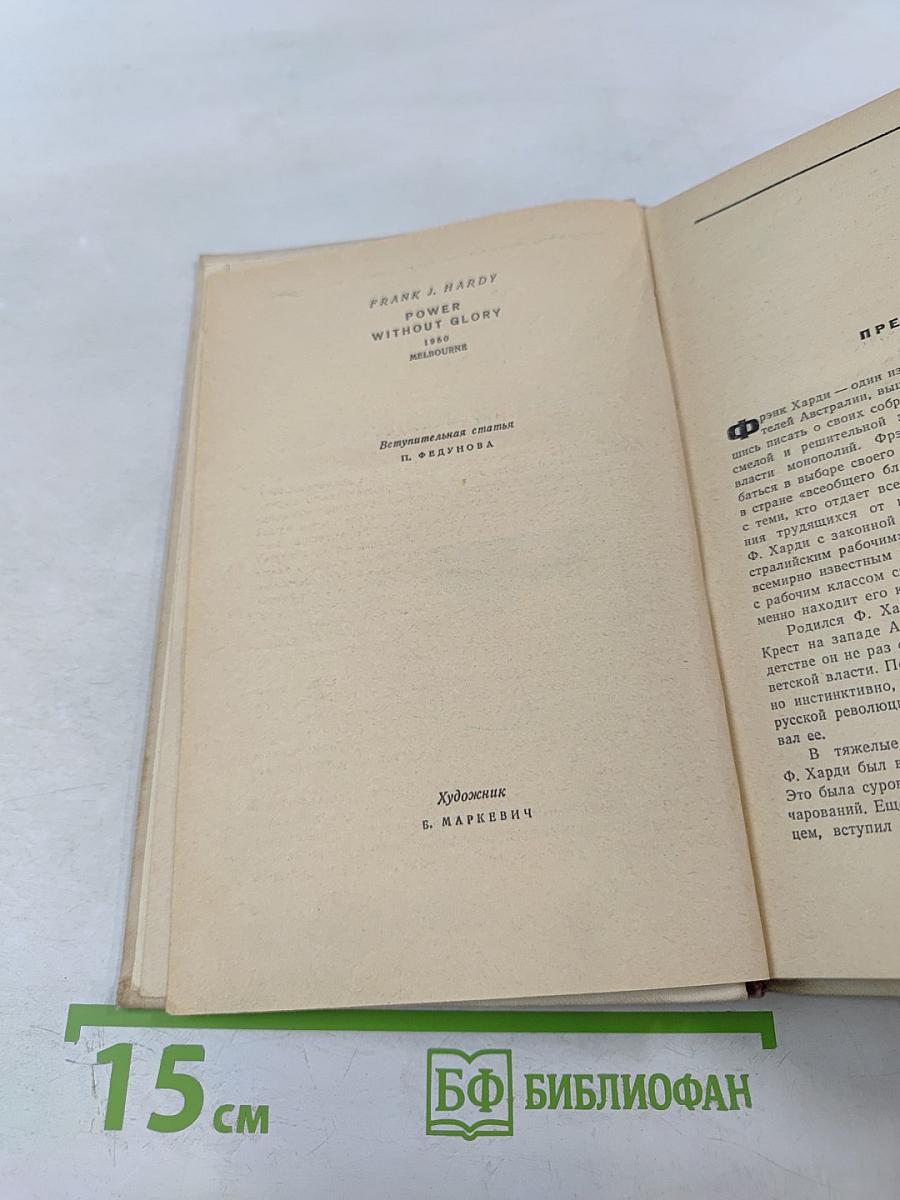 FRANK J. HARDY
POWER
WITHOUT GLORY
1950
MELBOURNE
Вступительная статья
П. ФЕДУНОВА
Художник
Б. МАРКЕВИЧ
ПРЕ
Фрэнк Харди — один из
телей Австралии, выш
шись писать о своих собр
смелой и решительной з
власти монополий. Фрэ
баться в выборе своего
в стране «всеобщего бл
с теми, кто отдает все
ния трудящихся от
Ф. Харди с законной
стралийским рабочим»
всемирно известным
с рабочим классом с
менно находит его к
Родился Ф. Ха
Крест на западе А
детстве он не раз
ветской власти. По
но инстинктивно,
русской революц
вал ее.
В тяжелые
Ф. Харди был в
Это была суров
чарований. Ещ
цем, вступил
15 см
БФ БИБЛИОФАН